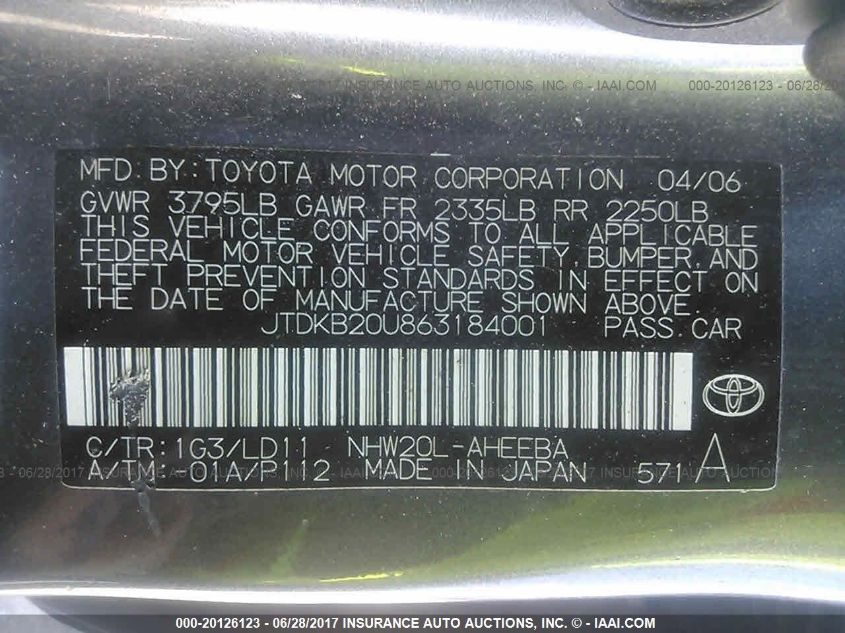 INSURANCE AUTO AUCTIONS, INC. - IAAI.COM 000-20126123 - 06/28/20
MFD BY: TOYOTA MOTOR CORPORATION 04/06
GVWR 3795LB GAWR FR 2335LB RR 2250LB
THIS VEHICLE CONFORMS TO ALL APPLICABLE
FEDERAL MOTOR VEHICLE SAFETY, BUMPER, AND
THEFT PREVENTION STANDARDS IN EFFECT ON
THE DATE OF MANUFACTURE SHOWN ABOVE.
JTDKB20U863184001 PASS.CAR
C/TR: 1G3/LD11 NHW20L-AHEEBA
A/TM: -01A/P112 MADE IN JAPAN 571 A
000-20126123 - 06/28/2017 INSURANCE AUTO AUCTIONS, INC. - IAAI.COM